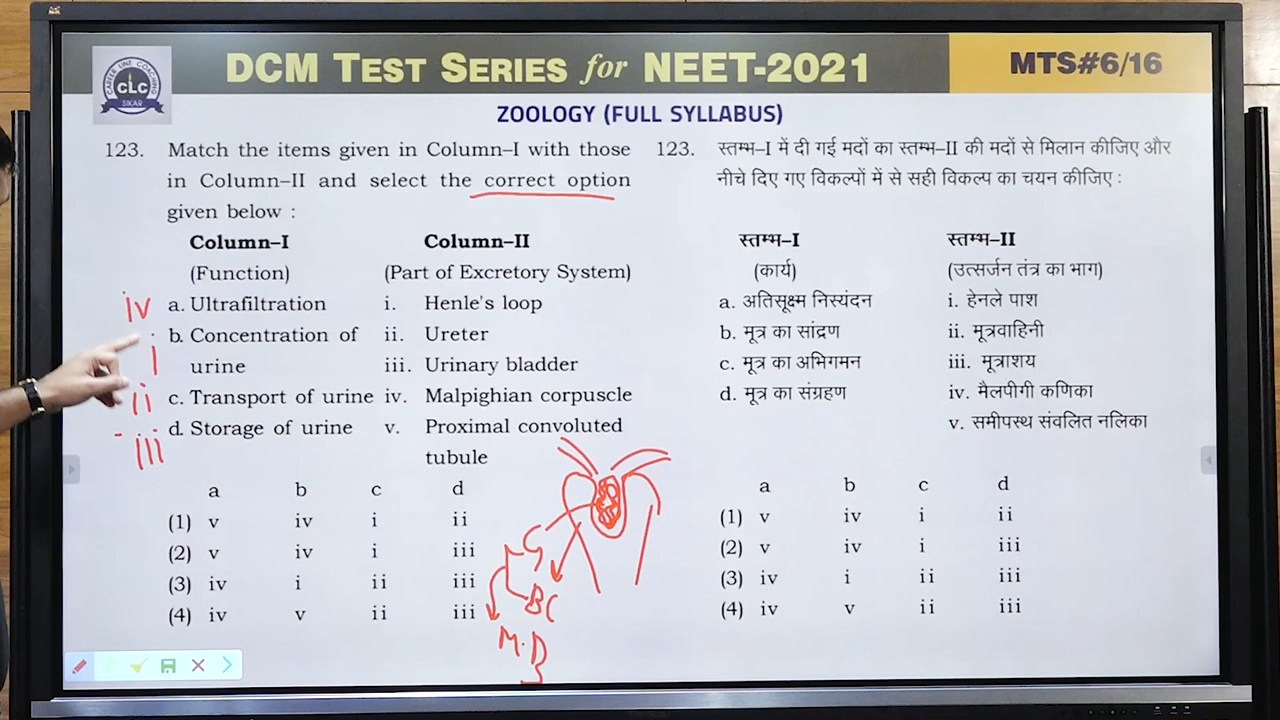 CAREER LINE COACHING
CLC
SIKAR
DCM TEST SERIES for NEET-2021
MTS#6/16
ZOOLOGY (FULL SYLLABUS)
123. Match the items given in Column–I with those
in Column–II and select the correct option
given below :
Column–I Column–II
(Function) (Part of Excretory System)
iv a. Ultrafiltration i. Henle's loop
i b. Concentration of ii. Ureter
urine iii. Urinary bladder
ii c. Transport of urine iv. Malpighian corpuscle
iii d. Storage of urine v. Proximal convoluted
tubule
a b c d
(1) v iv i ii
(2) v iv i iii
(3) iv i ii iii
(4) iv v ii iii
G
BC
M.B
123. स्तम्भ–I में दी गई मदों का स्तम्भ–II की मदों से मिलान कीजिए और
नीचे दिए गए विकल्पों में से सही विकल्प का चयन कीजिए :
स्तम्भ–I स्तम्भ–II
(कार्य) (उत्सर्जन तंत्र का भाग)
a. अतिसूक्ष्म निस्यंदन i. हेनले पाश
b. मूत्र का सांद्रण ii. मूत्रवाहिनी
c. मूत्र का अभिगमन iii. मूत्राशय
d. मूत्र का संग्रहण iv. मैलपीगी कणिका
v. समीपस्थ संवलित नलिका
a b c d
(1) v iv i ii
(2) v iv i iii
(3) iv i ii iii
(4) iv v ii iii